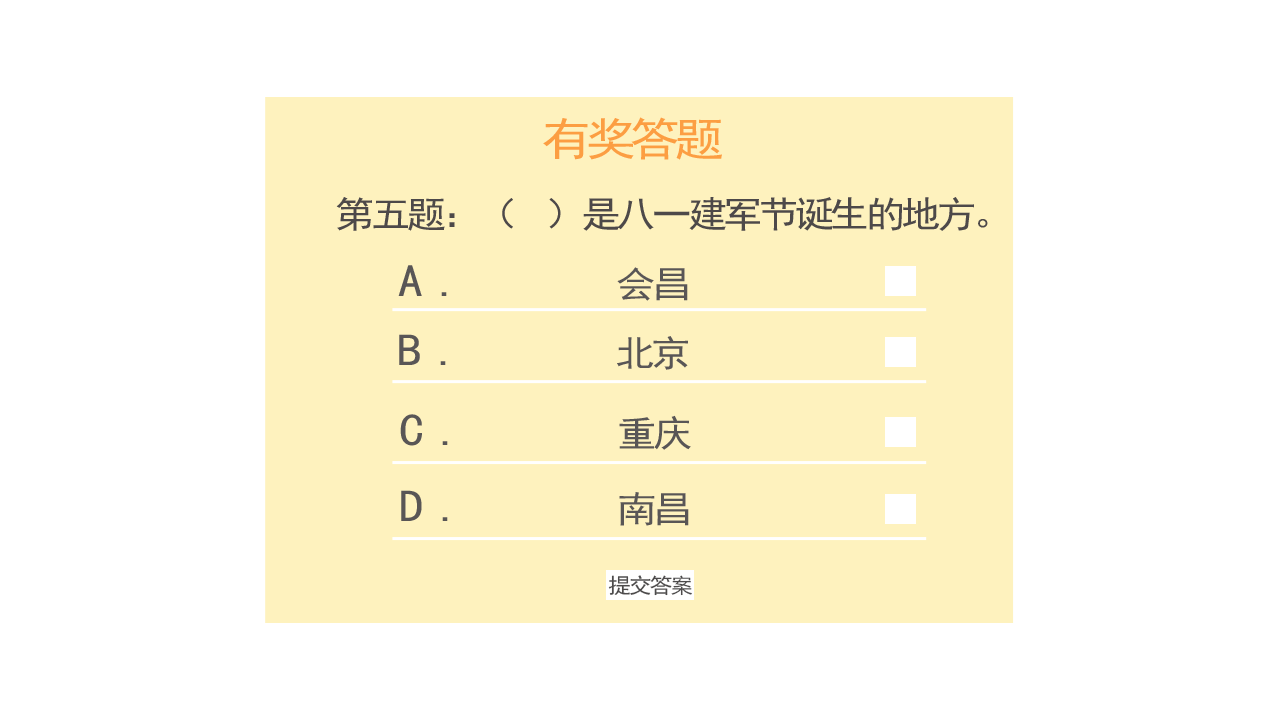 有奖答题
第五题：（ ）是八一建军节诞生的地方。
A . 会昌
B . 北京
C . 重庆
D . 南昌
提交答案